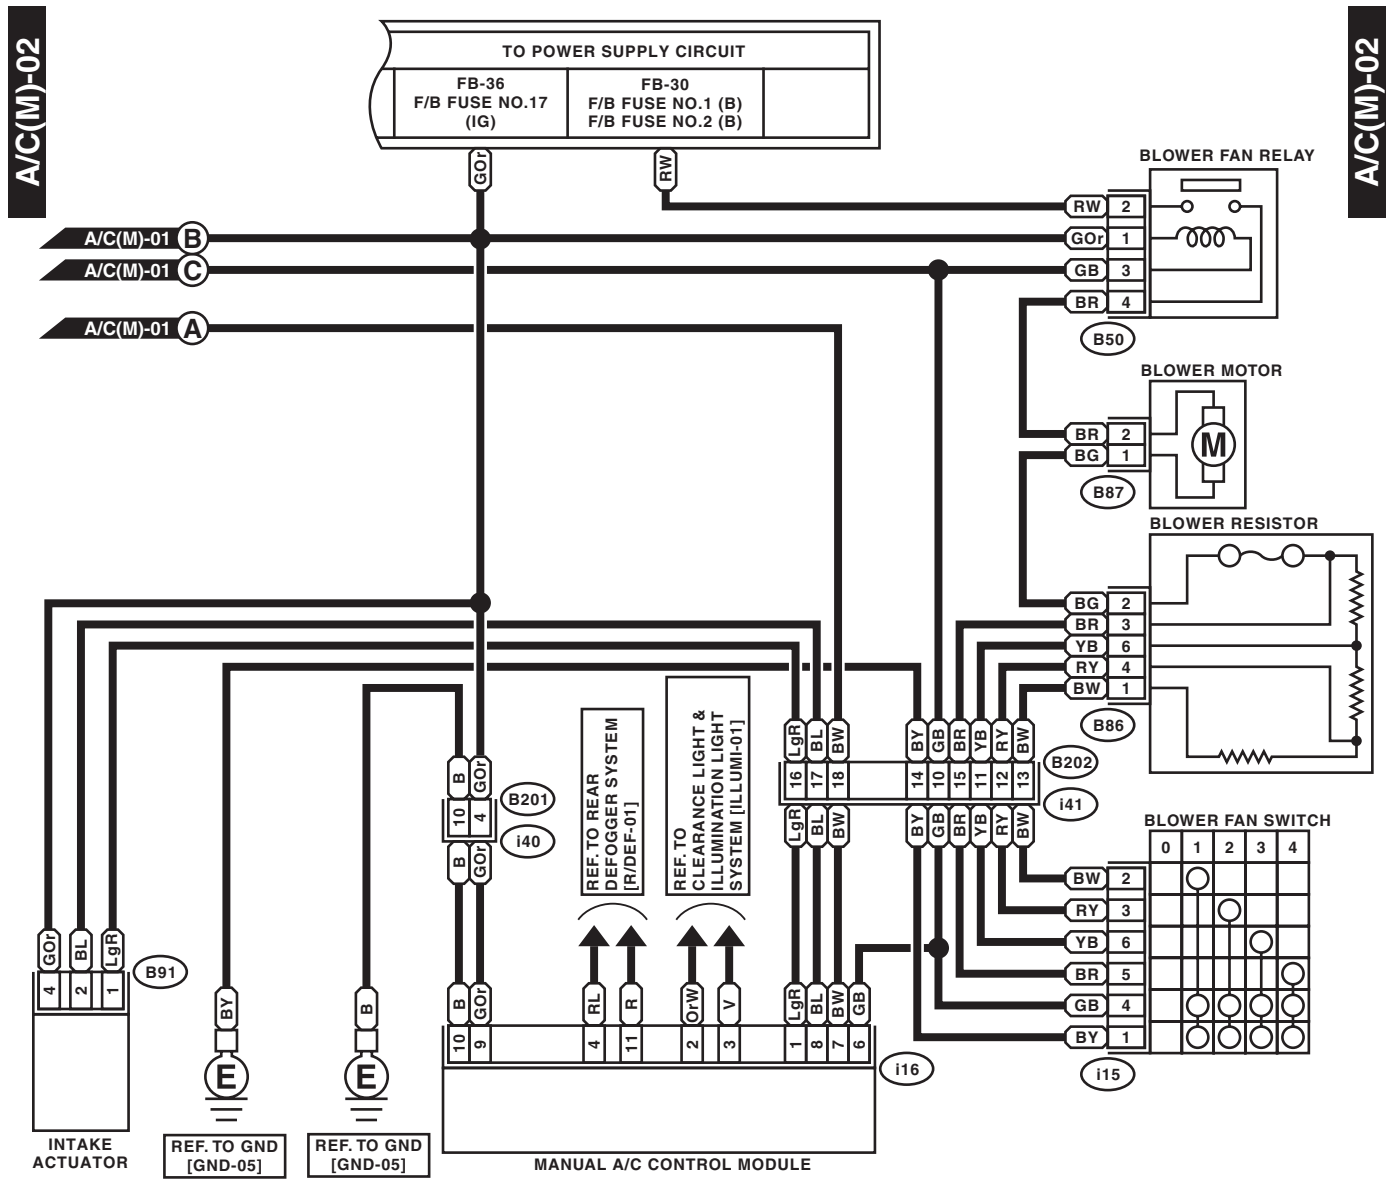 A/C(M)-02
A/C(M)-02
TO POWER SUPPLY CIRCUIT
FB-36
F/B FUSE NO.17
(IG)
FB-30
F/B FUSE NO.1 (B)
F/B FUSE NO.2 (B)
GOr
RW
BLOWER FAN RELAY
RW 2
GOr 1
GB 3
BR 4
B50
A/C(M)-01 B
A/C(M)-01 C
A/C(M)-01 A
BLOWER MOTOR
BR 2
BG 1
M
B87
BLOWER RESISTOR
BG 2
BR 3
YB 6
RY 4
BW 1
B86
LgR BL BW BY GB BR YB RY BW
16 17 18 14 10 15 11 12 13
B202
i41
LgR BL BW BY GB BR YB RY BW
B GOr
10 4
B201
i40
B GOr
REF. TO REAR
DEFOGGER SYSTEM
[R/DEF-01]
REF. TO
CLEARANCE LIGHT &
ILLUMINATION LIGHT
SYSTEM [ILLUMI-01]
BLOWER FAN SWITCH
0 1 2 3 4
BW 2
RY 3
YB 6
BR 5
GB 4
BY 1
i15
GOr BL LgR
4 2 1
B91
INTAKE
ACTUATOR
BY
E
REF. TO GND
[GND-05]
B
E
REF. TO GND
[GND-05]
B GOr RL R OrW V LgR BL BW GB
10 9 4 11 2 3 1 8 7 6
i16
MANUAL A/C CONTROL MODULE